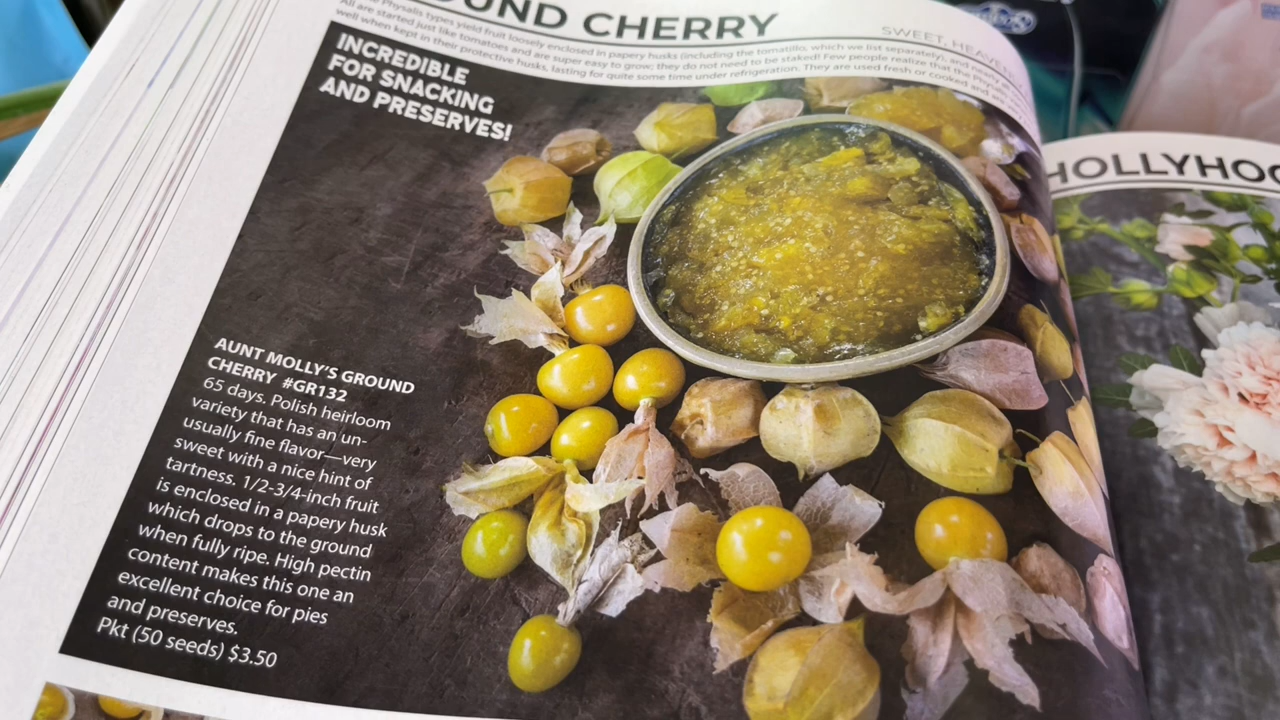 OUND CHERRY
SWEET, HEAVEN
Physalis types yield fruit loosely enclosed in papery husks (including the tomatillo, which we list separately), and nearly
All are started just like tomatoes and are super easy to grow; they do not need to be staked! Few people realize that the Physalis
well when kept in their protective husks, lasting for quite some time under refrigeration. They are used fresh or cooked and
INCREDIBLE
FOR SNACKING
AND PRESERVES!
AUNT MOLLY'S GROUND
CHERRY #GR132
65 days. Polish heirloom
variety that has an un-
usually fine flavor—very
sweet with a nice hint of
tartness. 1/2-3/4-inch fruit
is enclosed in a papery husk
which drops to the ground
when fully ripe. High pectin
content makes this one an
excellent choice for pies
and preserves.
Pkt (50 seeds) $3.50
HOLLYHOC